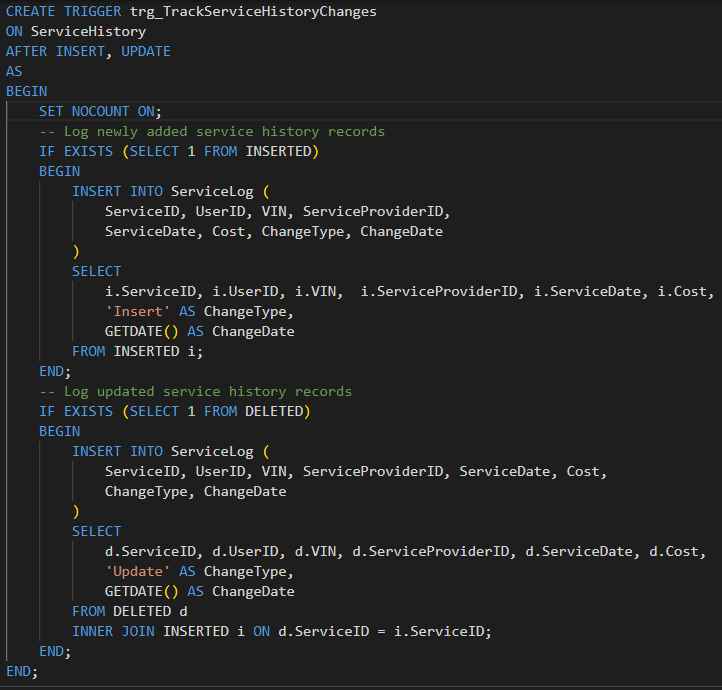 CREATE TRIGGER trg_TrackServiceHistoryChanges
ON ServiceHistory
AFTER INSERT, UPDATE
AS
BEGIN
    SET NOCOUNT ON;
    -- Log newly added service history records
    IF EXISTS (SELECT 1 FROM INSERTED)
    BEGIN
        INSERT INTO ServiceLog (
            ServiceID, UserID, VIN, ServiceProviderID,
            ServiceDate, Cost, ChangeType, ChangeDate
        )
        SELECT
            i.ServiceID, i.UserID, i.VIN,  i.ServiceProviderID, i.ServiceDate, i.Cost,
            'Insert' AS ChangeType,
            GETDATE() AS ChangeDate
        FROM INSERTED i;
    END;
    -- Log updated service history records
    IF EXISTS (SELECT 1 FROM DELETED)
    BEGIN
        INSERT INTO ServiceLog (
            ServiceID, UserID, VIN, ServiceProviderID, ServiceDate, Cost,
            ChangeType, ChangeDate
        )
        SELECT
            d.ServiceID, d.UserID, d.VIN, d.ServiceProviderID, d.ServiceDate, d.Cost,
            'Update' AS ChangeType,
            GETDATE() AS ChangeDate
        FROM DELETED d
        INNER JOIN INSERTED i ON d.ServiceID = i.ServiceID;
    END;
END;